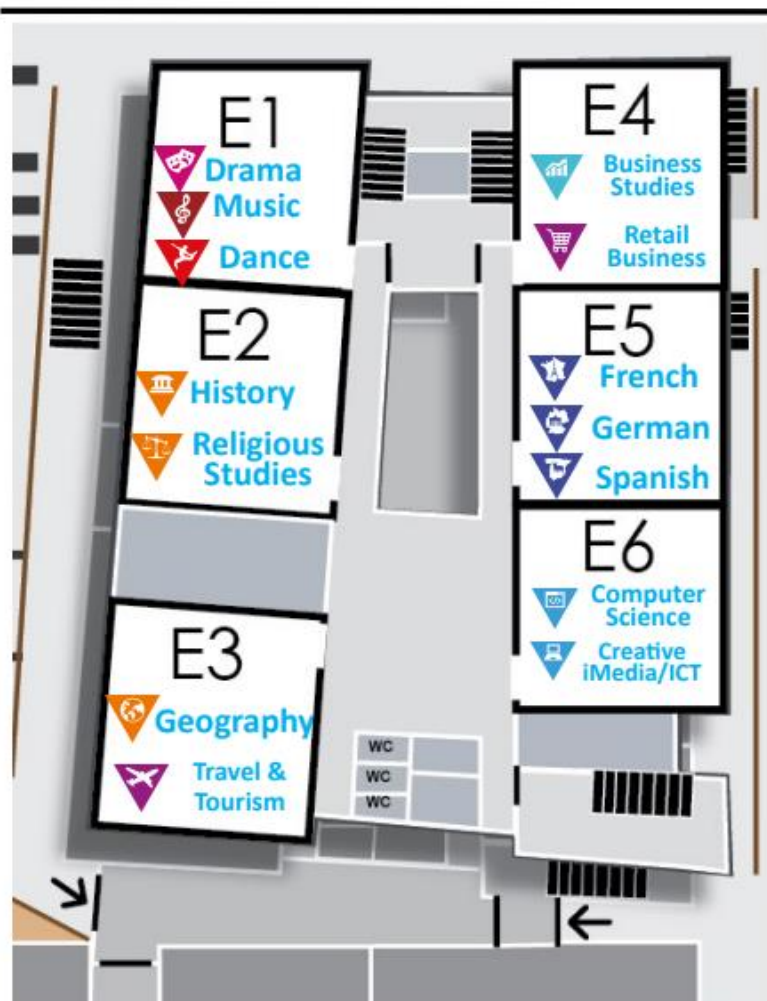 E1
Drama
Music
Dance
E2
History
Religious
Studies
E3
Geography
Travel &
Tourism
E4
Business
Studies
Retail
Business
E5
French
German
Spanish
E6
Computer
Science
Creative
iMedia/ICT
WC
WC
WC